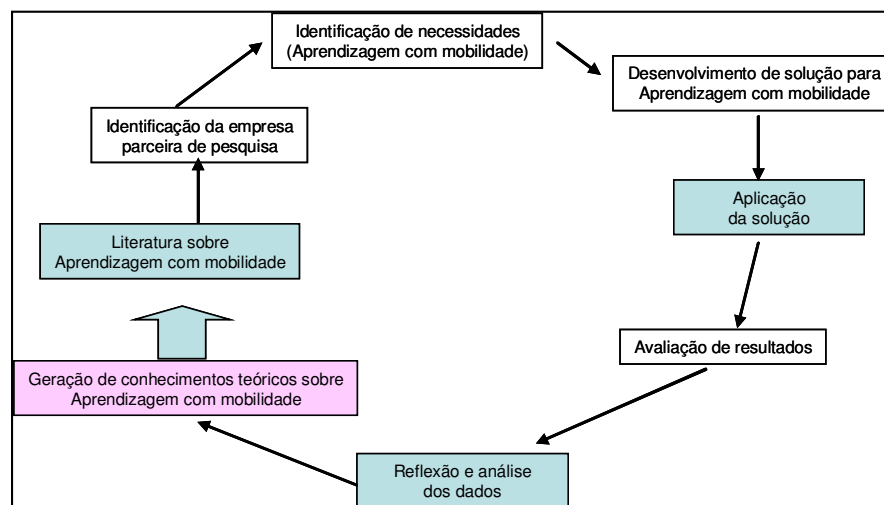 Identificação de necessidades
(Aprendizagem com mobilidade)
Desenvolvimento de solução para
Aprendizagem com mobilidade
Aplicação
da solução
Avaliação de resultados
Reflexão e análise
dos dados
Geração de conhecimentos teóricos sobre
Aprendizagem com mobilidade
Literatura sobre
Aprendizagem com mobilidade
Identificação da empresa
parceira de pesquisa